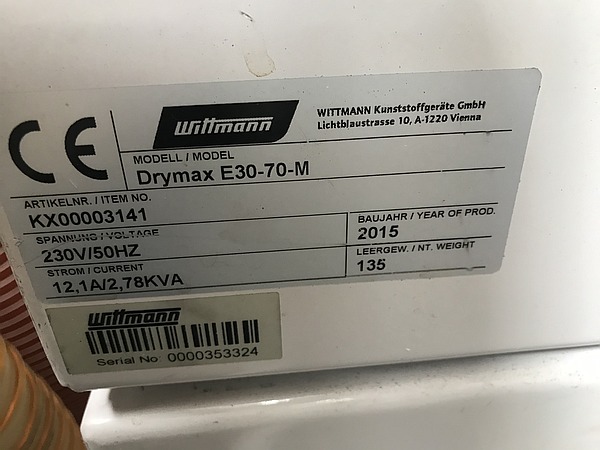 CE
Wittmann
WITTMANN Kunststoffgeräte GmbH
Lichtblaustrasse 10, A-1220 Vienna
MODELL / MODEL
Drymax E30-70-M
ARTIKELNR. / ITEM NO.
KX00003141
SPANNUNG / VOLTAGE
230V/50HZ
STROM / CURRENT
12,1A/2,78KVA
BAUJAHR / YEAR OF PROD.
2015
LEERGEW. / NT. WEIGHT
135
Wittmann
Serial No: 0000353324